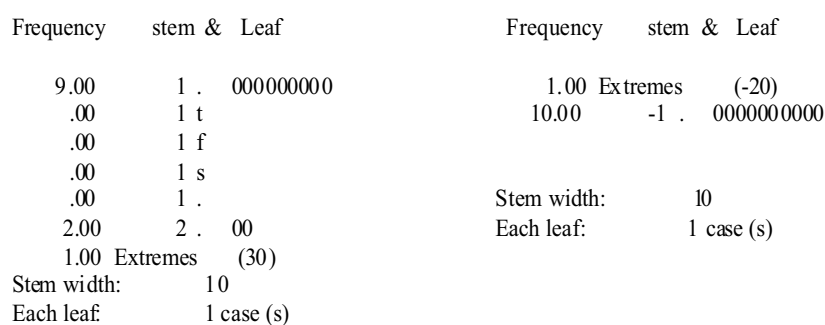 Frequency stem & Leaf
9.00 1 . 000000000
.00 1 t
.00 1 f
.00 1 s
.00 1 .
2.00 2 . 00
1.00 Extremes (30)
Stem width: 10
Each leaf: 1 case (s)
Frequency stem & Leaf
1.00 Extremes (-20)
10.00 -1 . 0000000000
Stem width: 10
Each leaf: 1 case (s)